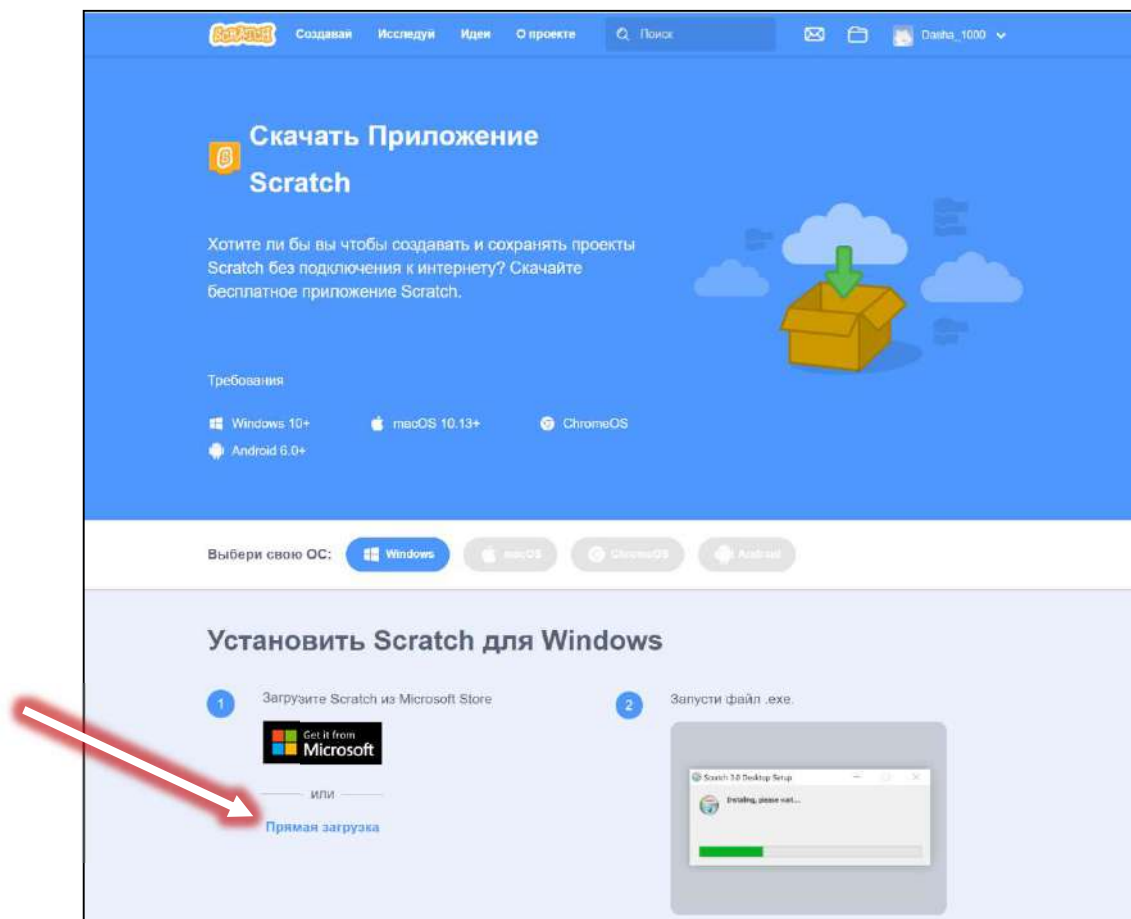 SCRATCH Создавай Исследуй Идеи О проекте Поиск Dasha_1000
Скачать Приложение
Scratch
Хотите ли бы вы чтобы создавать и сохранять проекты
Scratch без подключения к интернету? Скачайте
бесплатное приложение Scratch.
Требования
Windows 10+ macOS 10.13+ ChromeOS
Android 6.0+
Выбери свою ОС: Windows macOS ChromeOS Android
Установить Scratch для Windows
1 Загрузите Scratch из Microsoft Store
Get it from
Microsoft
или
Прямая загрузка
2 Запусти файл .exe.
Scratch 3.0 Desktop Setup
Installing, please wait...